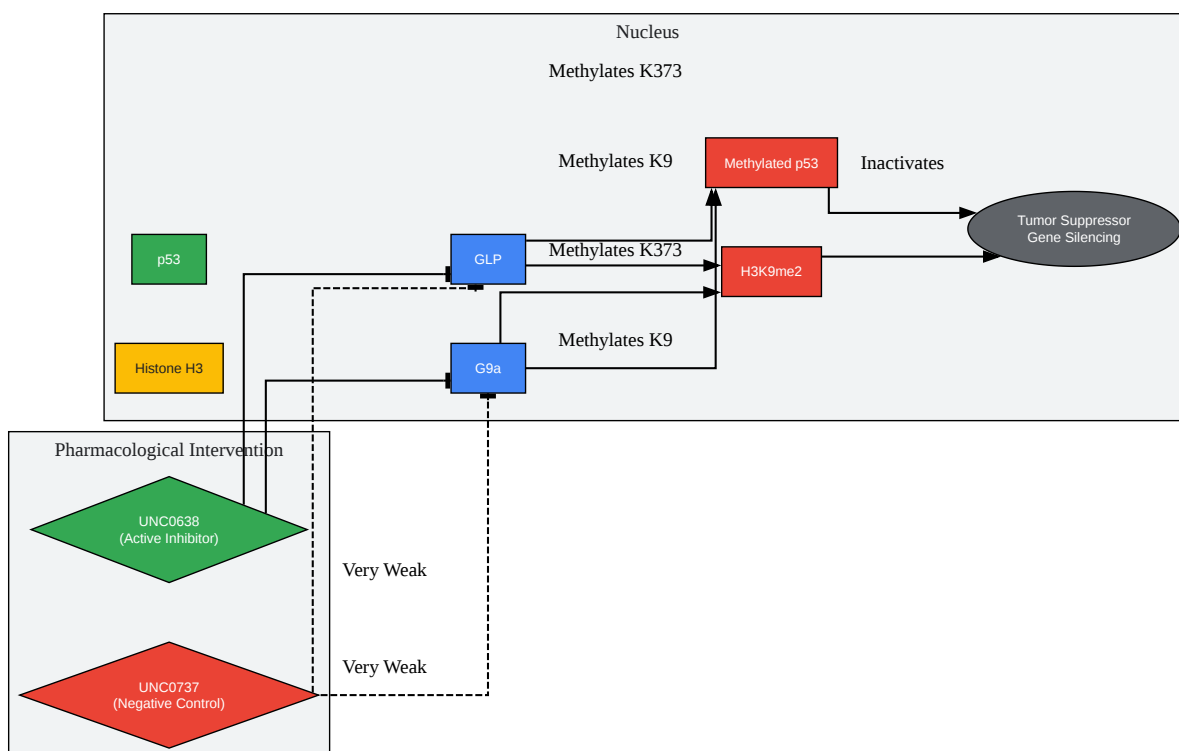 Nucleus
Methylates K373
Methylates K9
Methylated p53
Inactivates
Tumor Suppressor
Gene Silencing
p53
GLP
Methylates K373
H3K9me2
Histone H3
G9a
Methylates K9
Pharmacological Intervention
UNC0638
(Active Inhibitor)
Very Weak
Very Weak
UNC0737
(Negative Control)